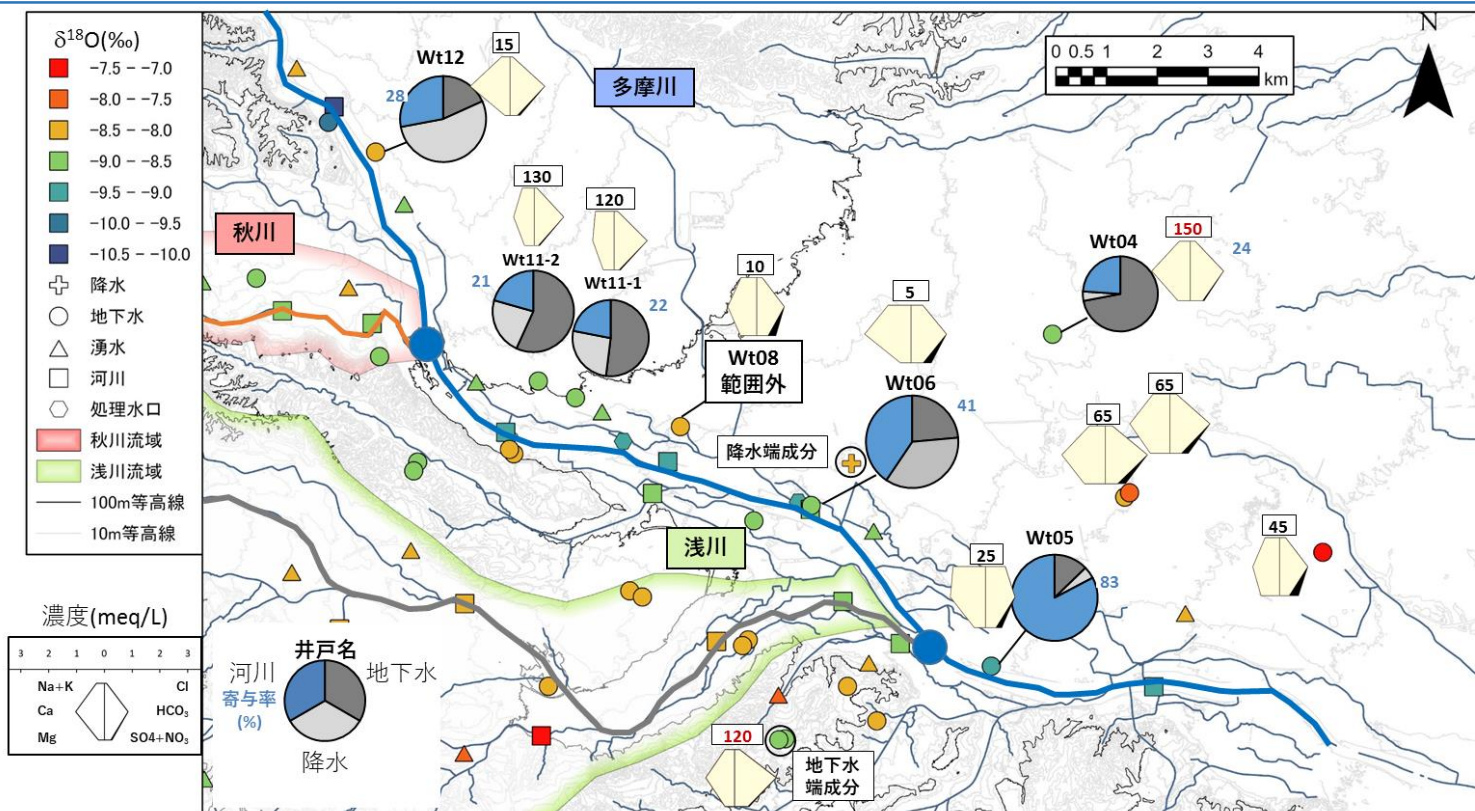 δ18O(‰)
-7.5 - -7.0
-8.0 - -7.5
-8.5 - -8.0
-9.0 - -8.5
-9.5 - -9.0
-10.0 - -9.5
-10.5 - -10.0
降水
地下水
湧水
河川
処理水口
秋川流域
浅川流域
100m等高線
10m等高線
濃度(meq/L)
3 2 1 0 1 2 3
Na+K Cl
Ca HCO3
Mg SO4+NO3
井戸名
河川
地下水
寄与率
(%)
降水
N
0 0.5 1 2 3 4
km
多摩川
秋川
浅川
Wt12
15
28
130
120
Wt11-2
21
Wt11-1
22
10
Wt08
範囲外
5
Wt06
41
降水端成分
Wt04
150
24
65
65
45
25
Wt05
83
120
地下水
端成分